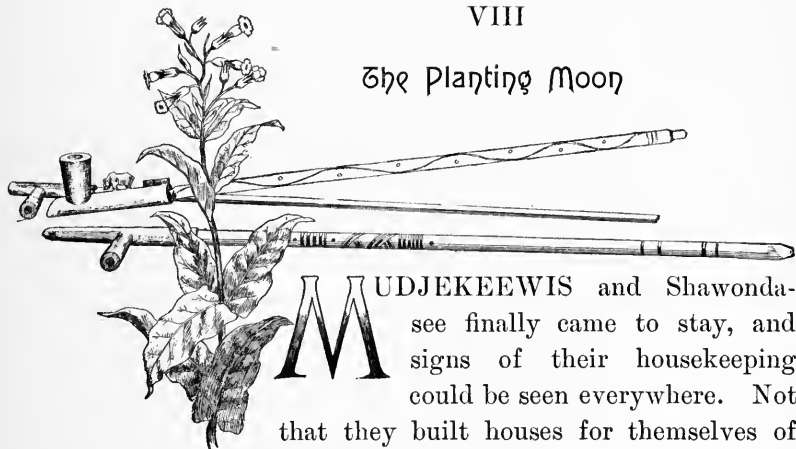 VIII
The Planting Moon
MUDJEKEEWIS and Shawonda-
see finally came to stay, and
signs of their housekeeping
could be seen everywhere. Not
that they built houses for themselves of